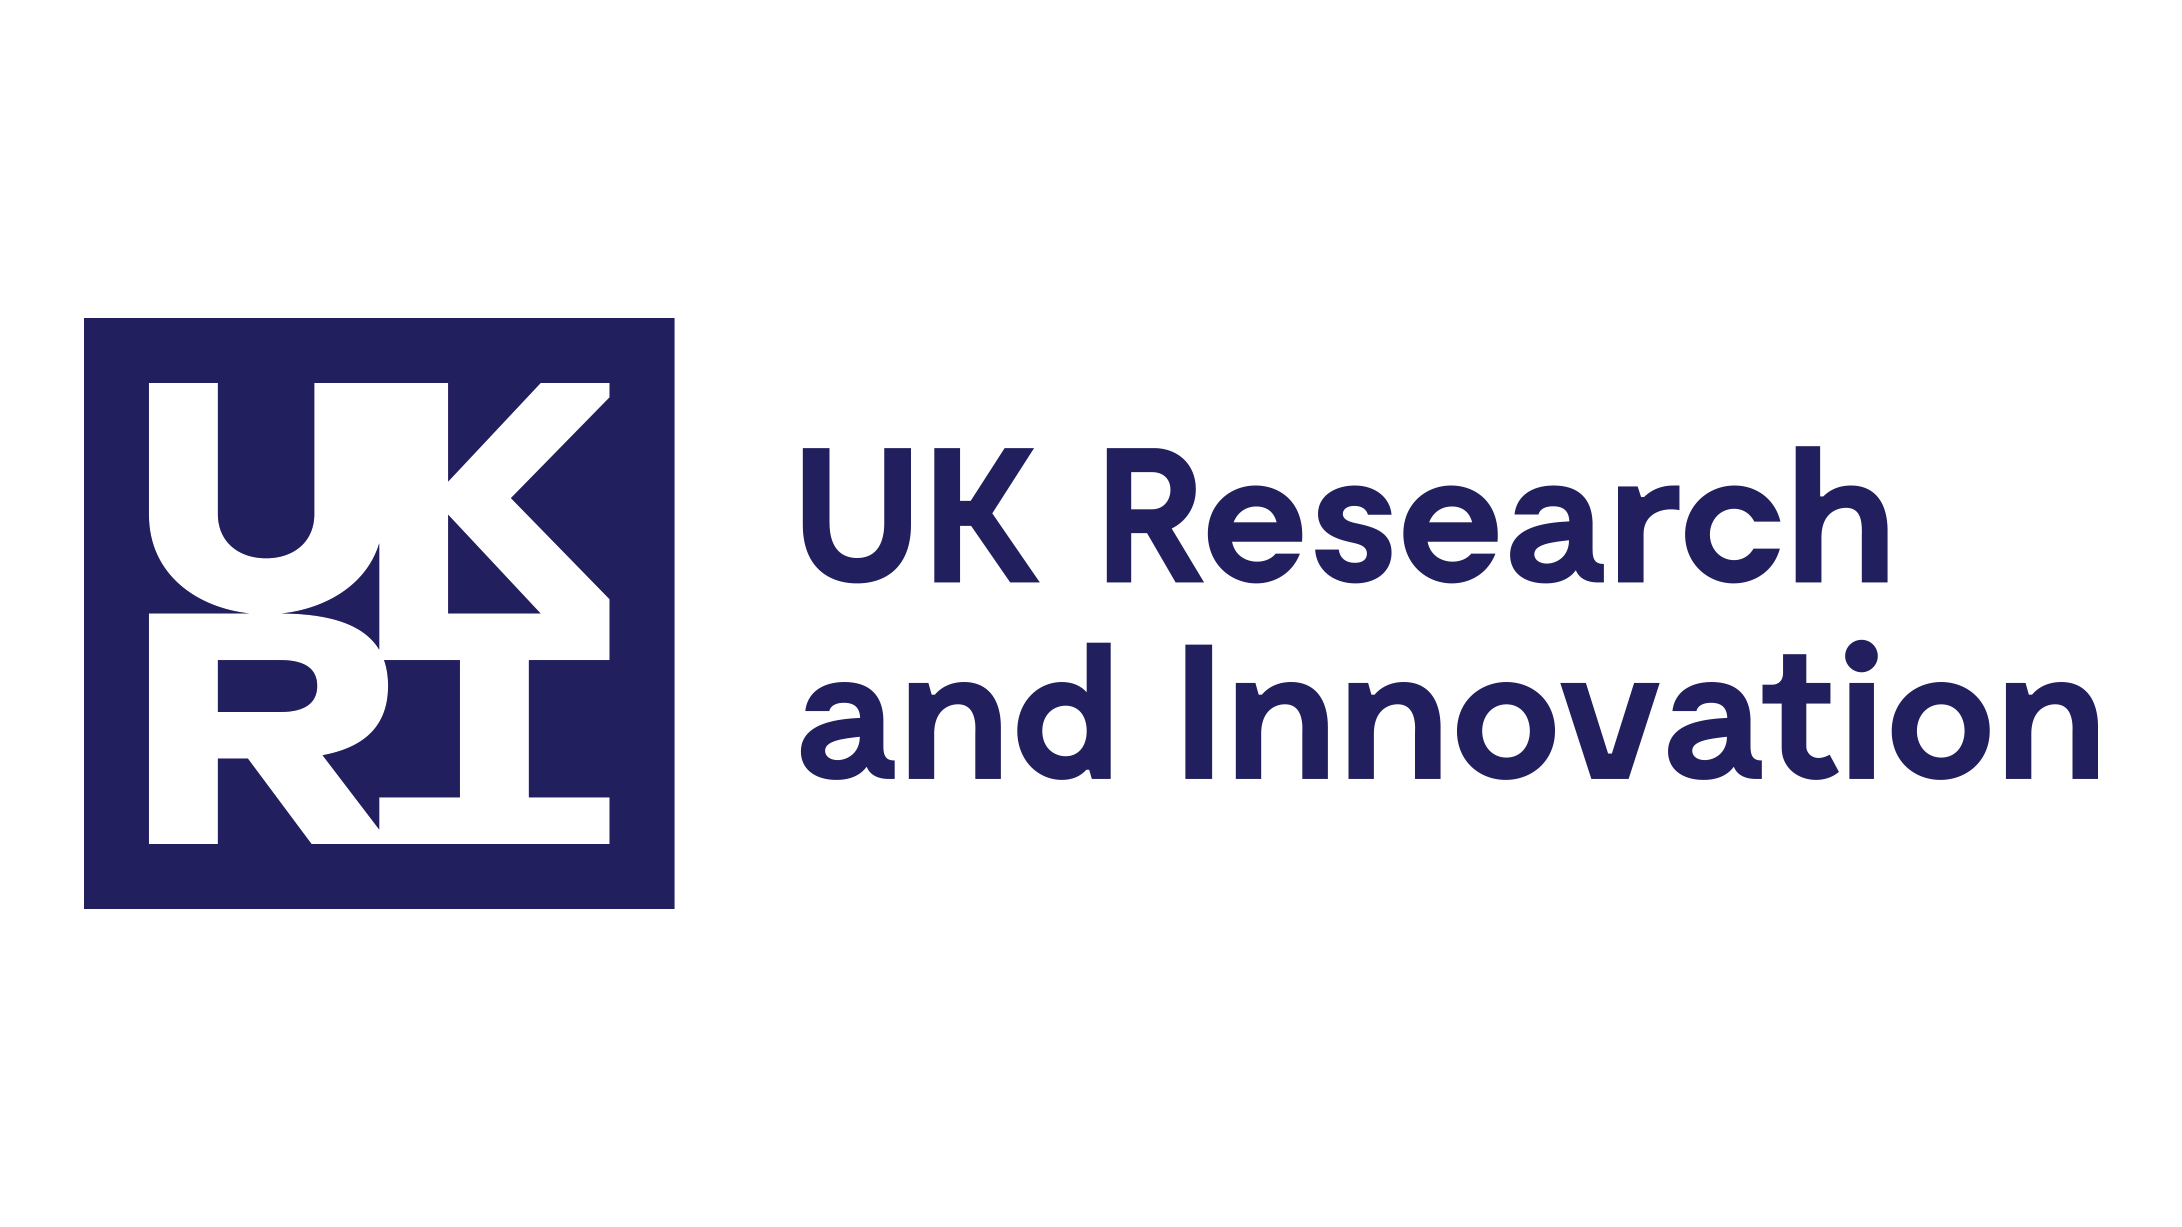 UK
RI
UK Research
and Innovation